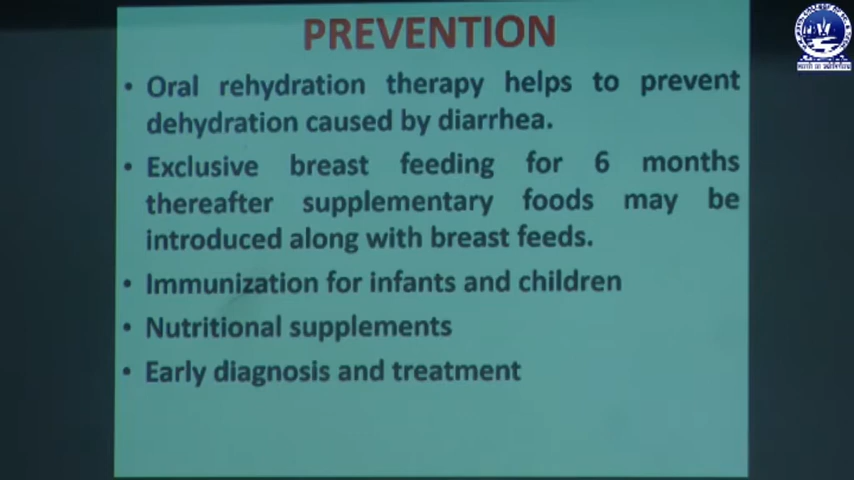 PREVENTION
• Oral rehydration therapy helps to prevent
dehydration caused by diarrhea.
• Exclusive breast feeding for 6 months
thereafter supplementary foods may be
introduced along with breast feeds.
• Immunization for infants and children
• Nutritional supplements
• Early diagnosis and treatment